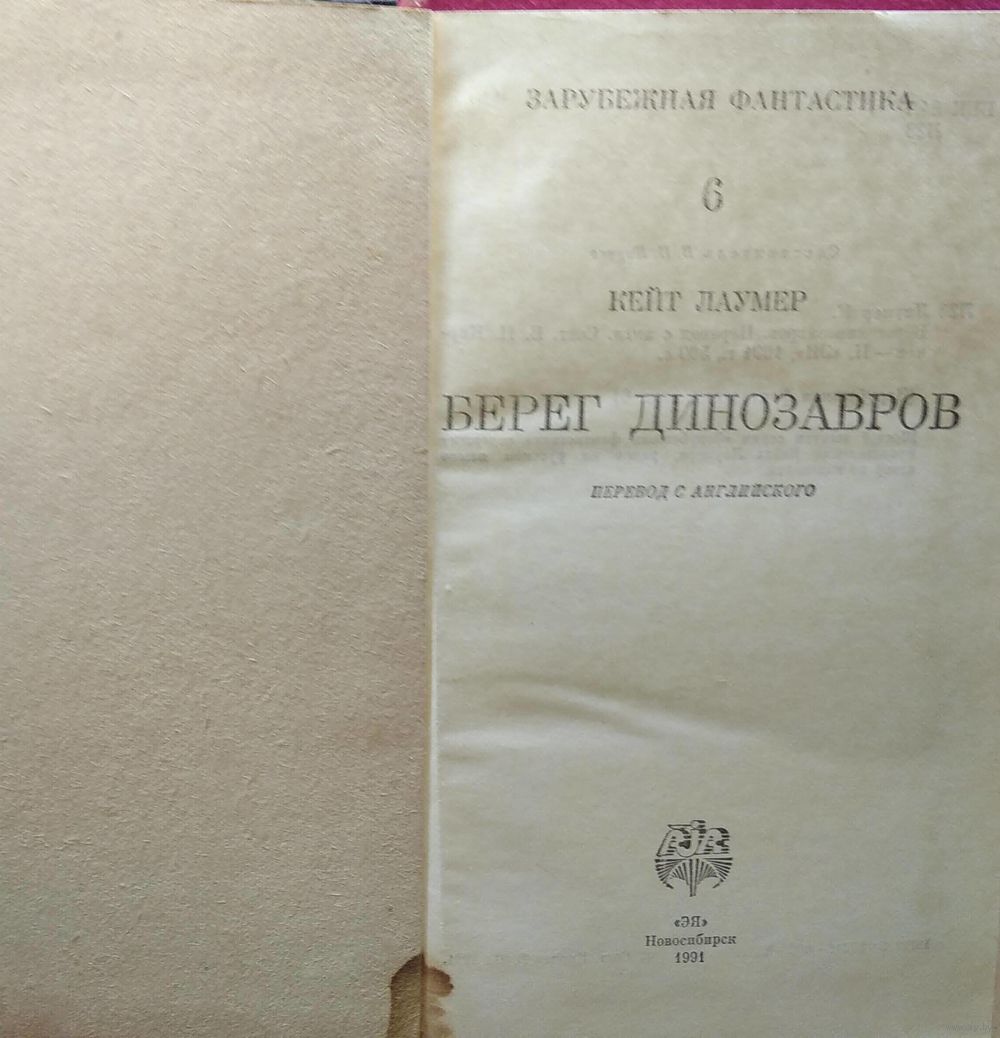 ЗАРУБЕЖНАЯ ФАНТАСТИКА
6
КЕЙТ ЛАУМЕР
БЕРЕГ ДИНОЗАВРОВ
ПЕРЕВОД С АНГЛИЙСКОГО
«ЭЯ»
Новосибирск
1991